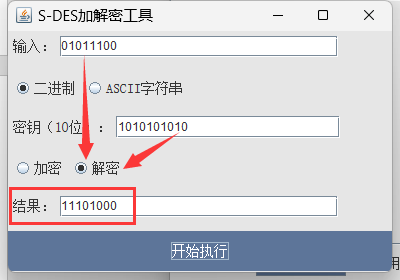 S-DES加解密工具
输入： 01011100
二进制 ASCII字符串
密钥（10位）： 1010101010
加密 解密
结果： 11101000
开始执行
用